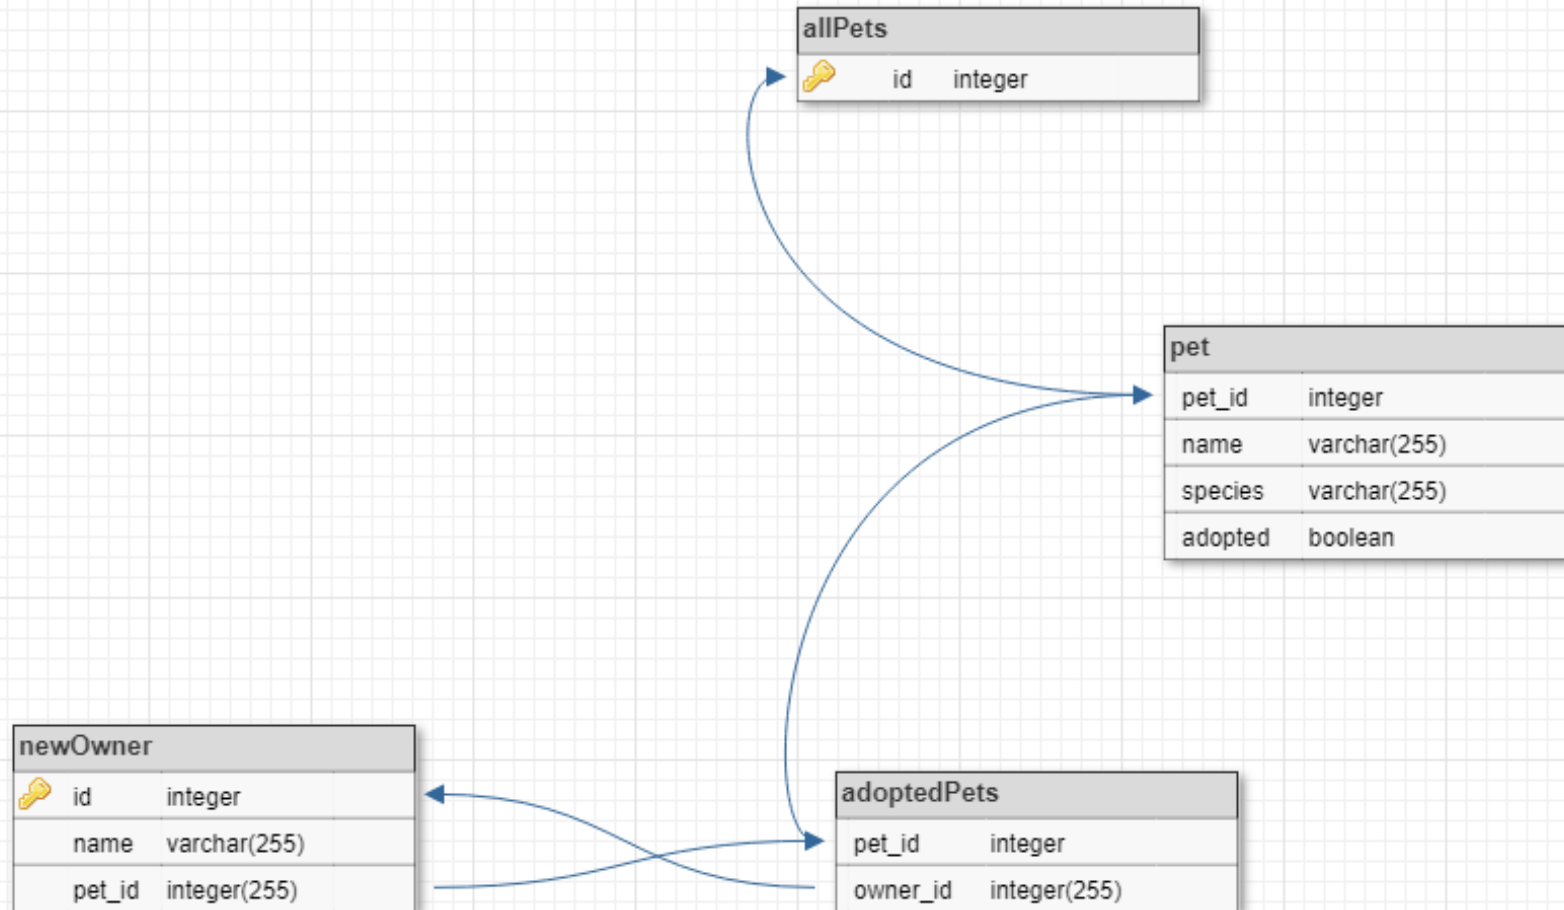 allPets
id integer
pet
pet_id integer
name varchar(255)
species varchar(255)
adopted boolean
newOwner
id integer
name varchar(255)
pet_id integer(255)
adoptedPets
pet_id integer
owner_id integer(255)